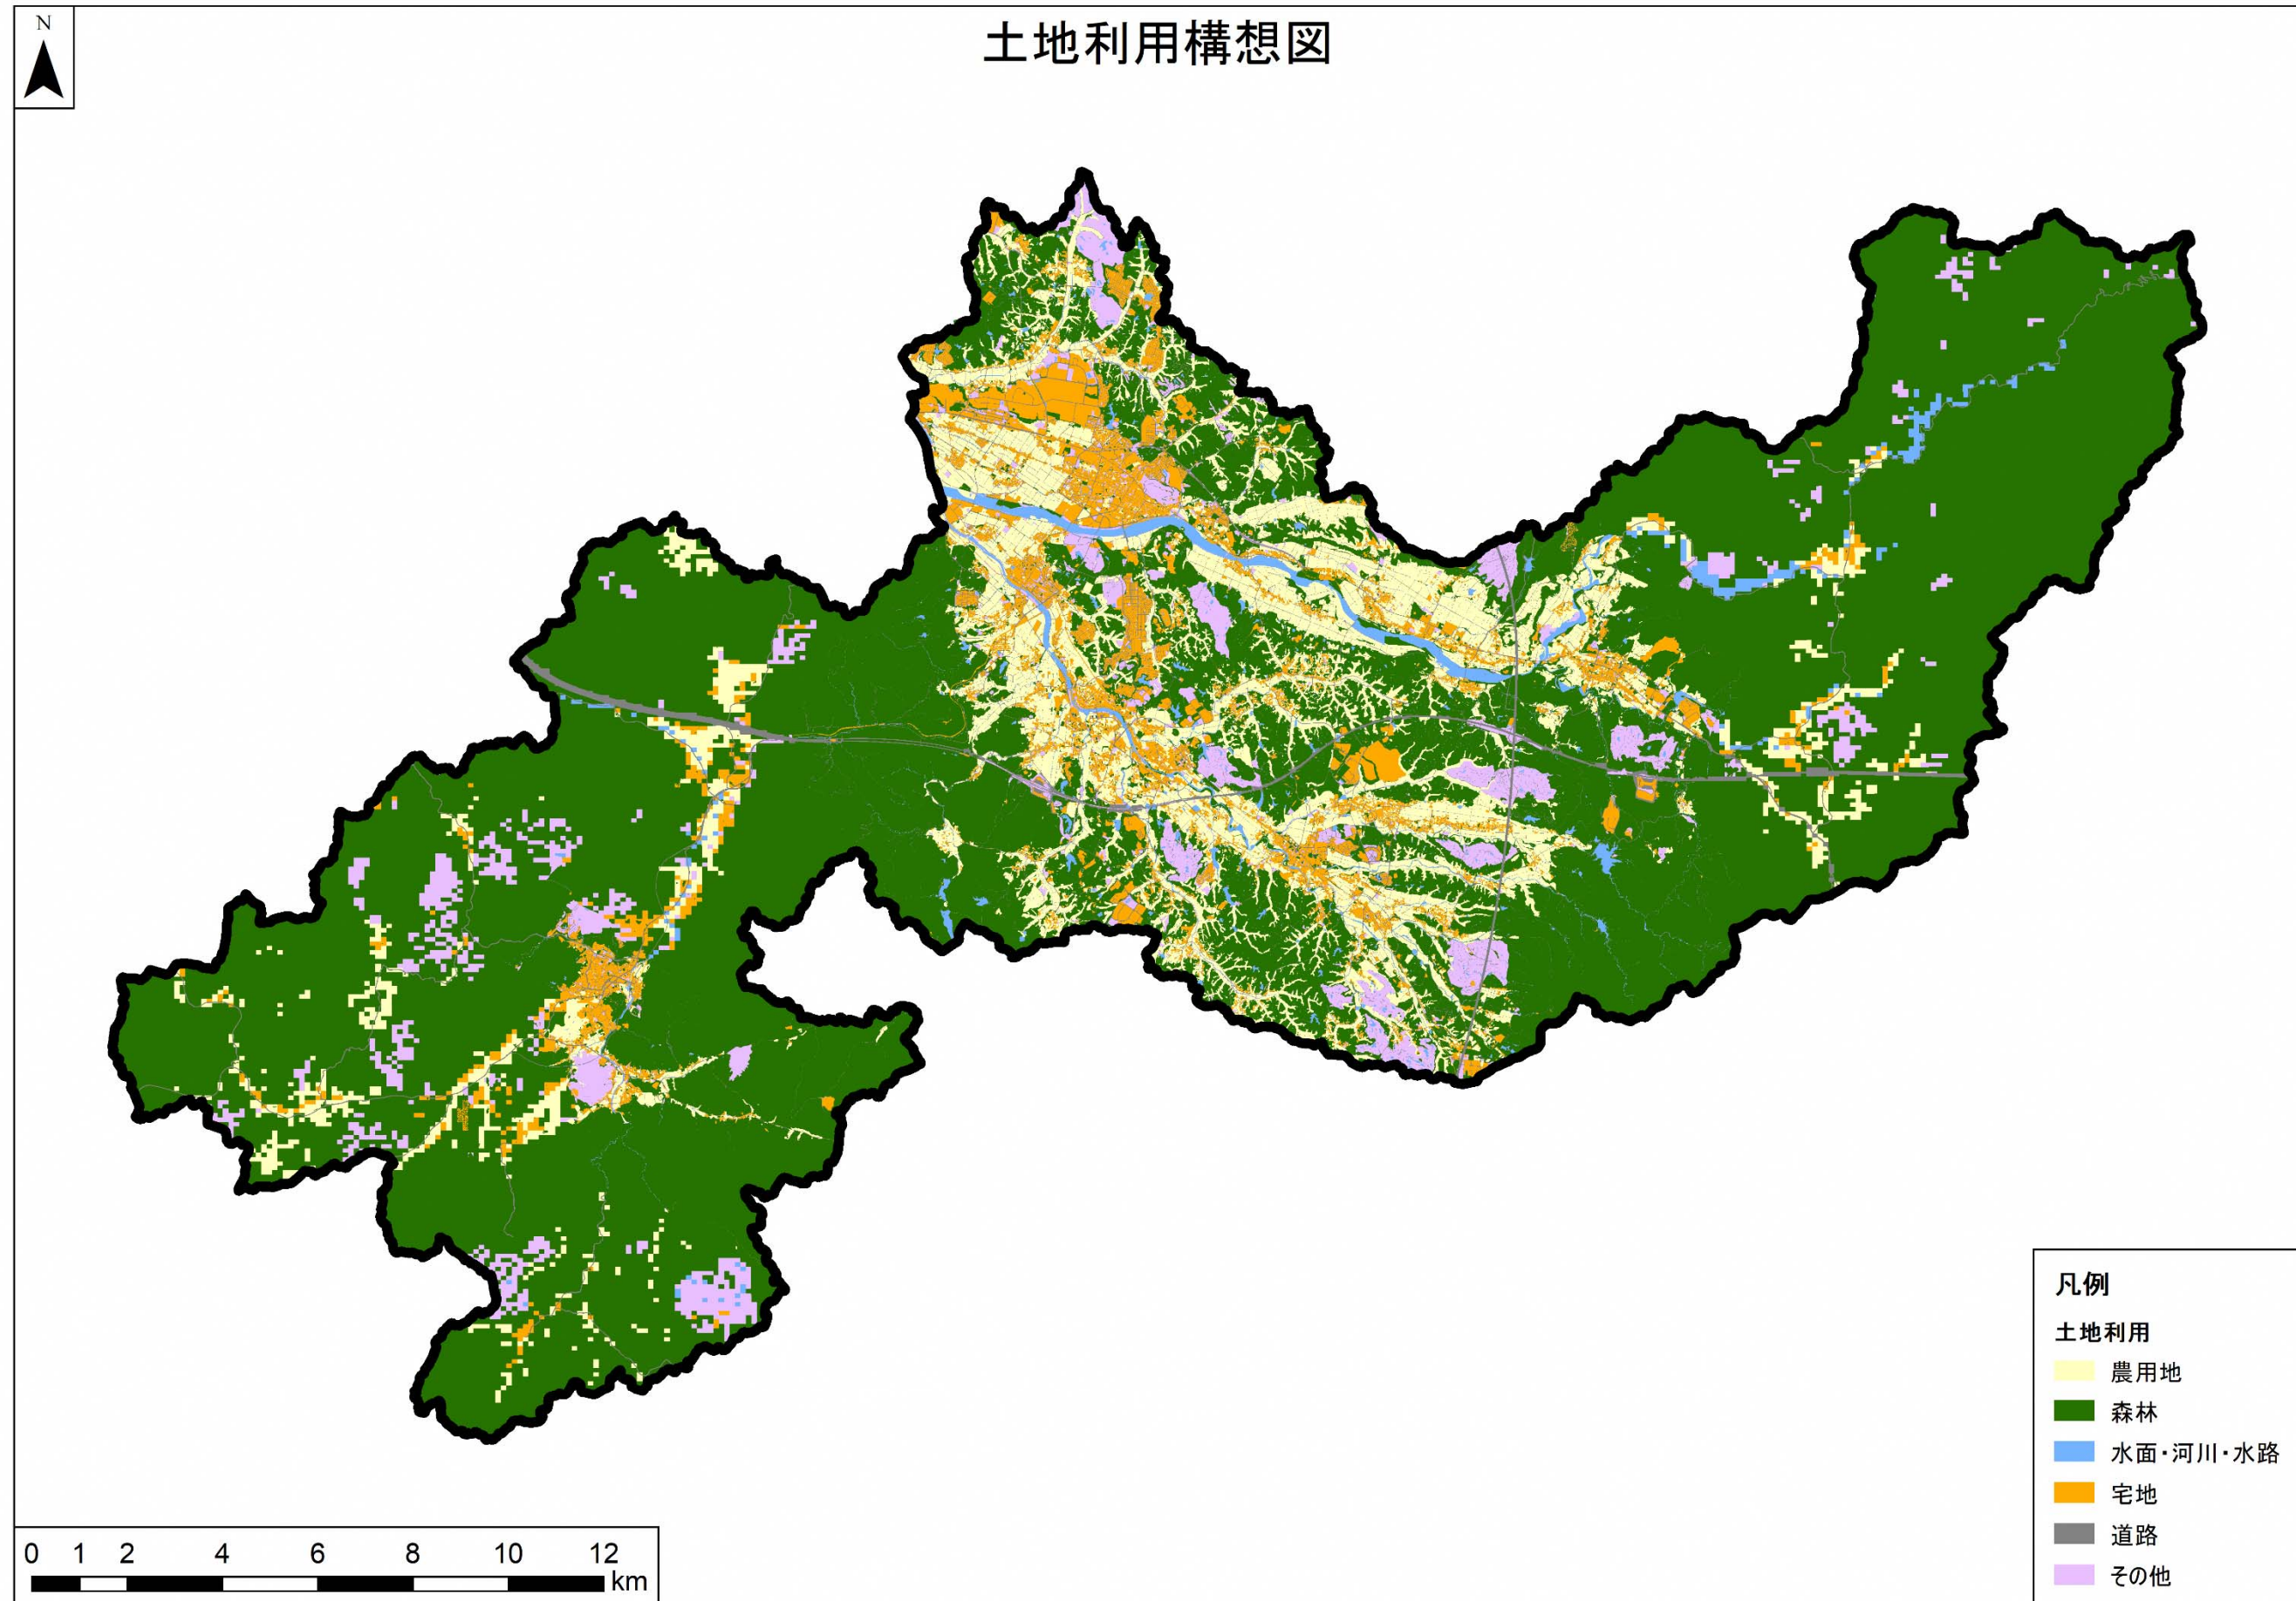 N
土地利用構想図
凡例
土地利用
農用地
森林
水面・河川・水路
宅地
道路
その他
0 1 2 4 6 8 10 12
km